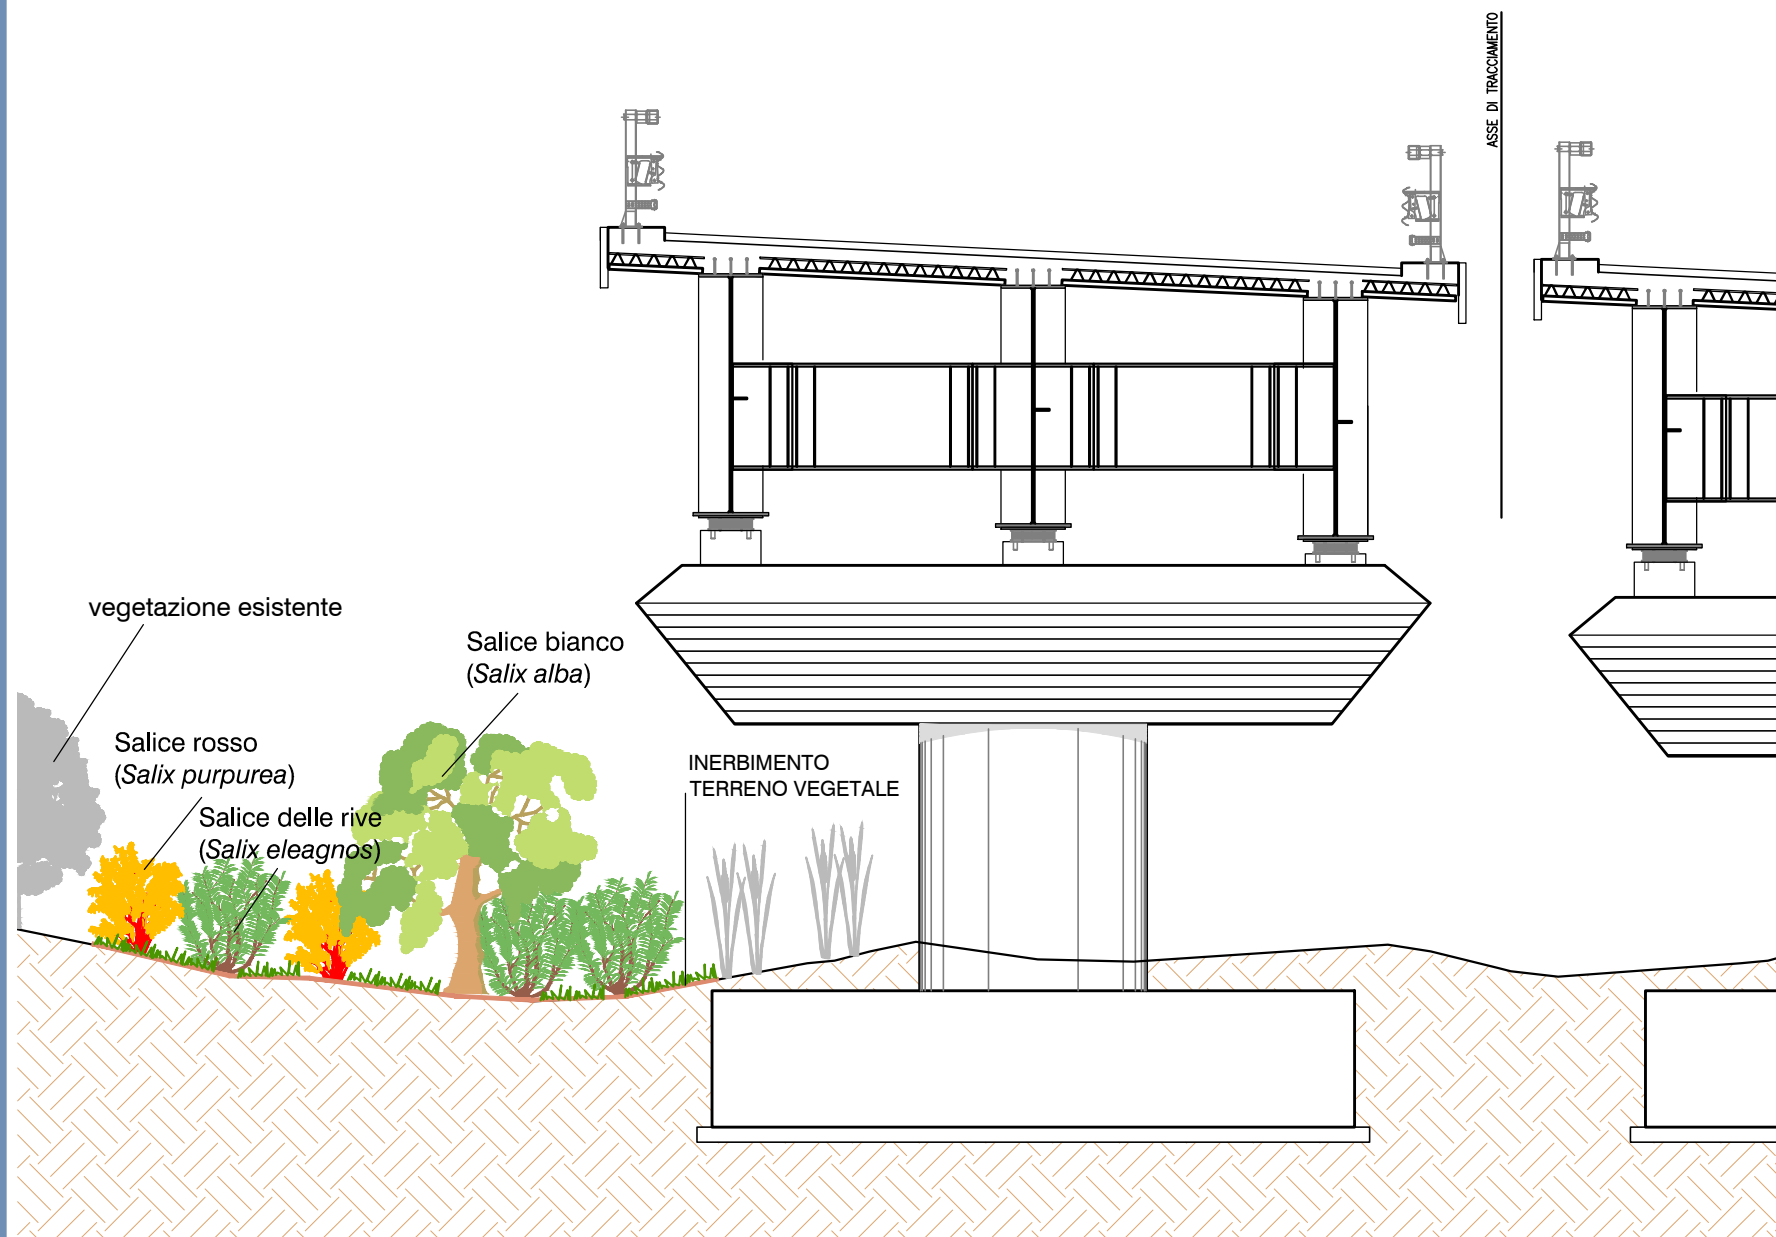 ASSE DI TRACCIAMENTO
vegetazione esistente
Salice bianco
(Salix alba)
Salice rosso
(Salix purpurea)
Salice delle rive
(Salix eleagnos)
INERBIMENTO
TERRENO VEGETALE